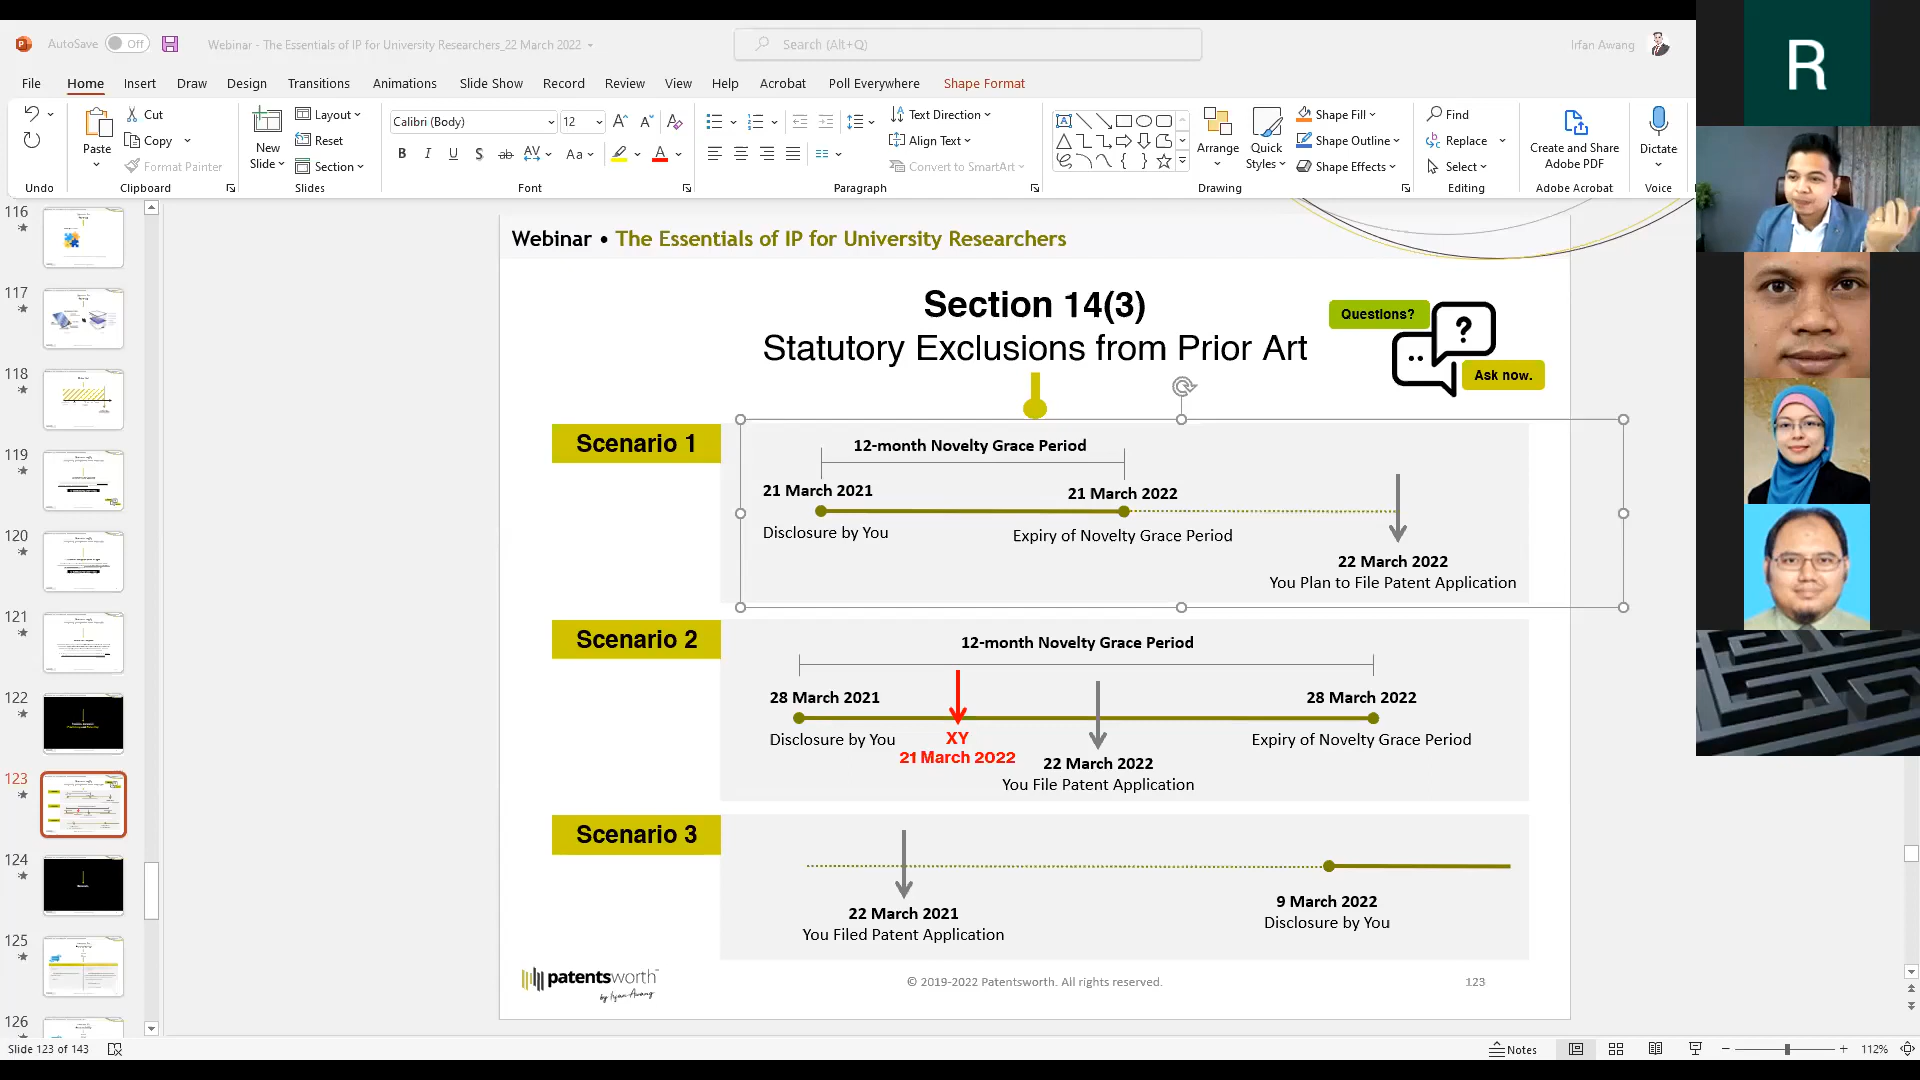 AutoSave Off Webinar - The Essentials of IP for University Researchers_22 March 2022 Search (Alt+Q) Irfan Awang
File Home Insert Draw Design Transitions Animations Slide Show Record Review View Help Acrobat Poll Everywhere Shape Format
Undo
Paste
Cut
Copy
Format Painter
Clipboard
New
Slide
Layout
Reset
Section
Slides
Calibri (Body) 12
B I U S ab AV Aa A
Font
Text Direction
Align Text
Convert to SmartArt
Paragraph
Arrange
Quick
Styles
Shape Fill
Shape Outline
Shape Effects
Drawing
Find
Replace
Select
Editing
Create and Share
Adobe PDF
Adobe Acrobat
Dictate
Voice
R
116
117
118
119
120
121
122
123
124
125
126
Webinar • The Essentials of IP for University Researchers
Section 14(3)
Statutory Exclusions from Prior Art
Questions?
?
Ask now.
Scenario 1
12-month Novelty Grace Period
21 March 2021
21 March 2022
Disclosure by You
Expiry of Novelty Grace Period
22 March 2022
You Plan to File Patent Application
Scenario 2
12-month Novelty Grace Period
28 March 2021
28 March 2022
Disclosure by You
XY
21 March 2022
Expiry of Novelty Grace Period
22 March 2022
You File Patent Application
Scenario 3
22 March 2021
You Filed Patent Application
9 March 2022
Disclosure by You
patentsworth™
by Irfan Awang
© 2019-2022 Patentsworth. All rights reserved.
123
Slide 123 of 143
Notes
112%